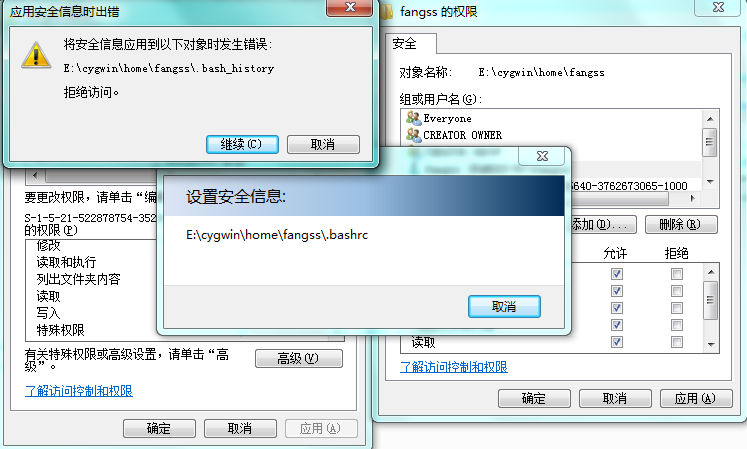 应用安全信息时出错
将安全信息应用到以下对象时发生错误:
E:\cygwin\home\fangss\.bash_history
拒绝访问。
继续(C)
取消
要更改权限，请单击“编
S-1-5-21-522878754-352
的权限(P)
修改
读取和执行
列出文件夹内容
读取
写入
特殊权限
有关特殊权限或高级设置，请单击“高
级”。
高级(V)
了解访问控制和权限
确定
取消
应用(A)
设置安全信息:
E:\cygwin\home\fangss\.bashrc
取消
fangss 的权限
安全
对象名称:
E:\cygwin\home\fangss
组或用户名(G):
Everyone
CREATOR OWNER
6640-3762673065-1000
添加(D)...
删除(R)
允许
拒绝
读取
了解访问控制和权限
确定
取消
应用(A)